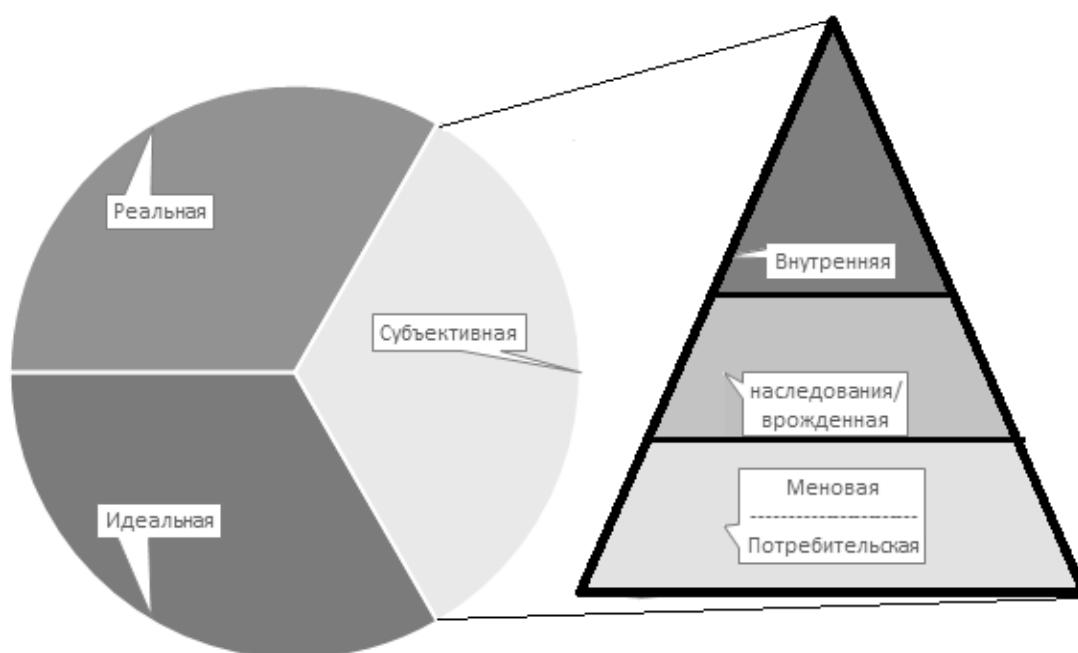 Реальная
Субъективная
Идеальная
Внутренняя
наследования/
врожденная
Меновая
Потребительская